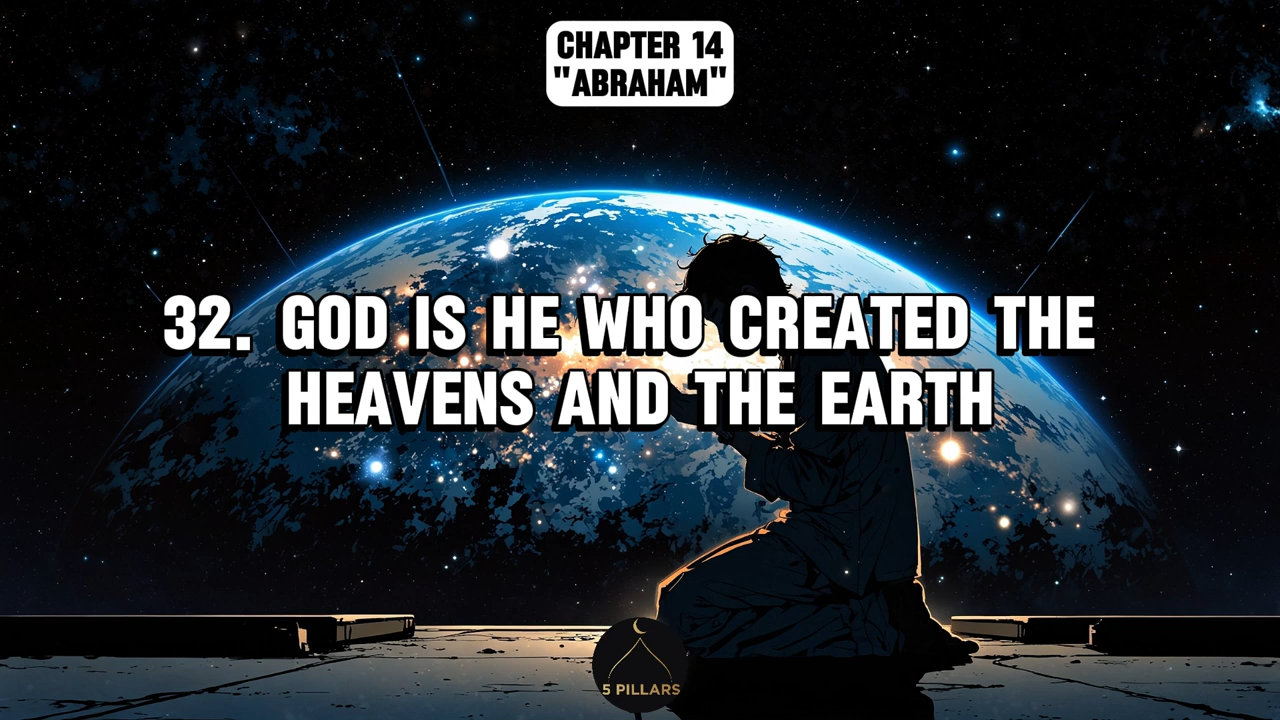 CHAPTER 14
"ABRAHAM"
32. GOD IS HE WHO CREATED THE
HEAVENS AND THE EARTH
5 PILLARS